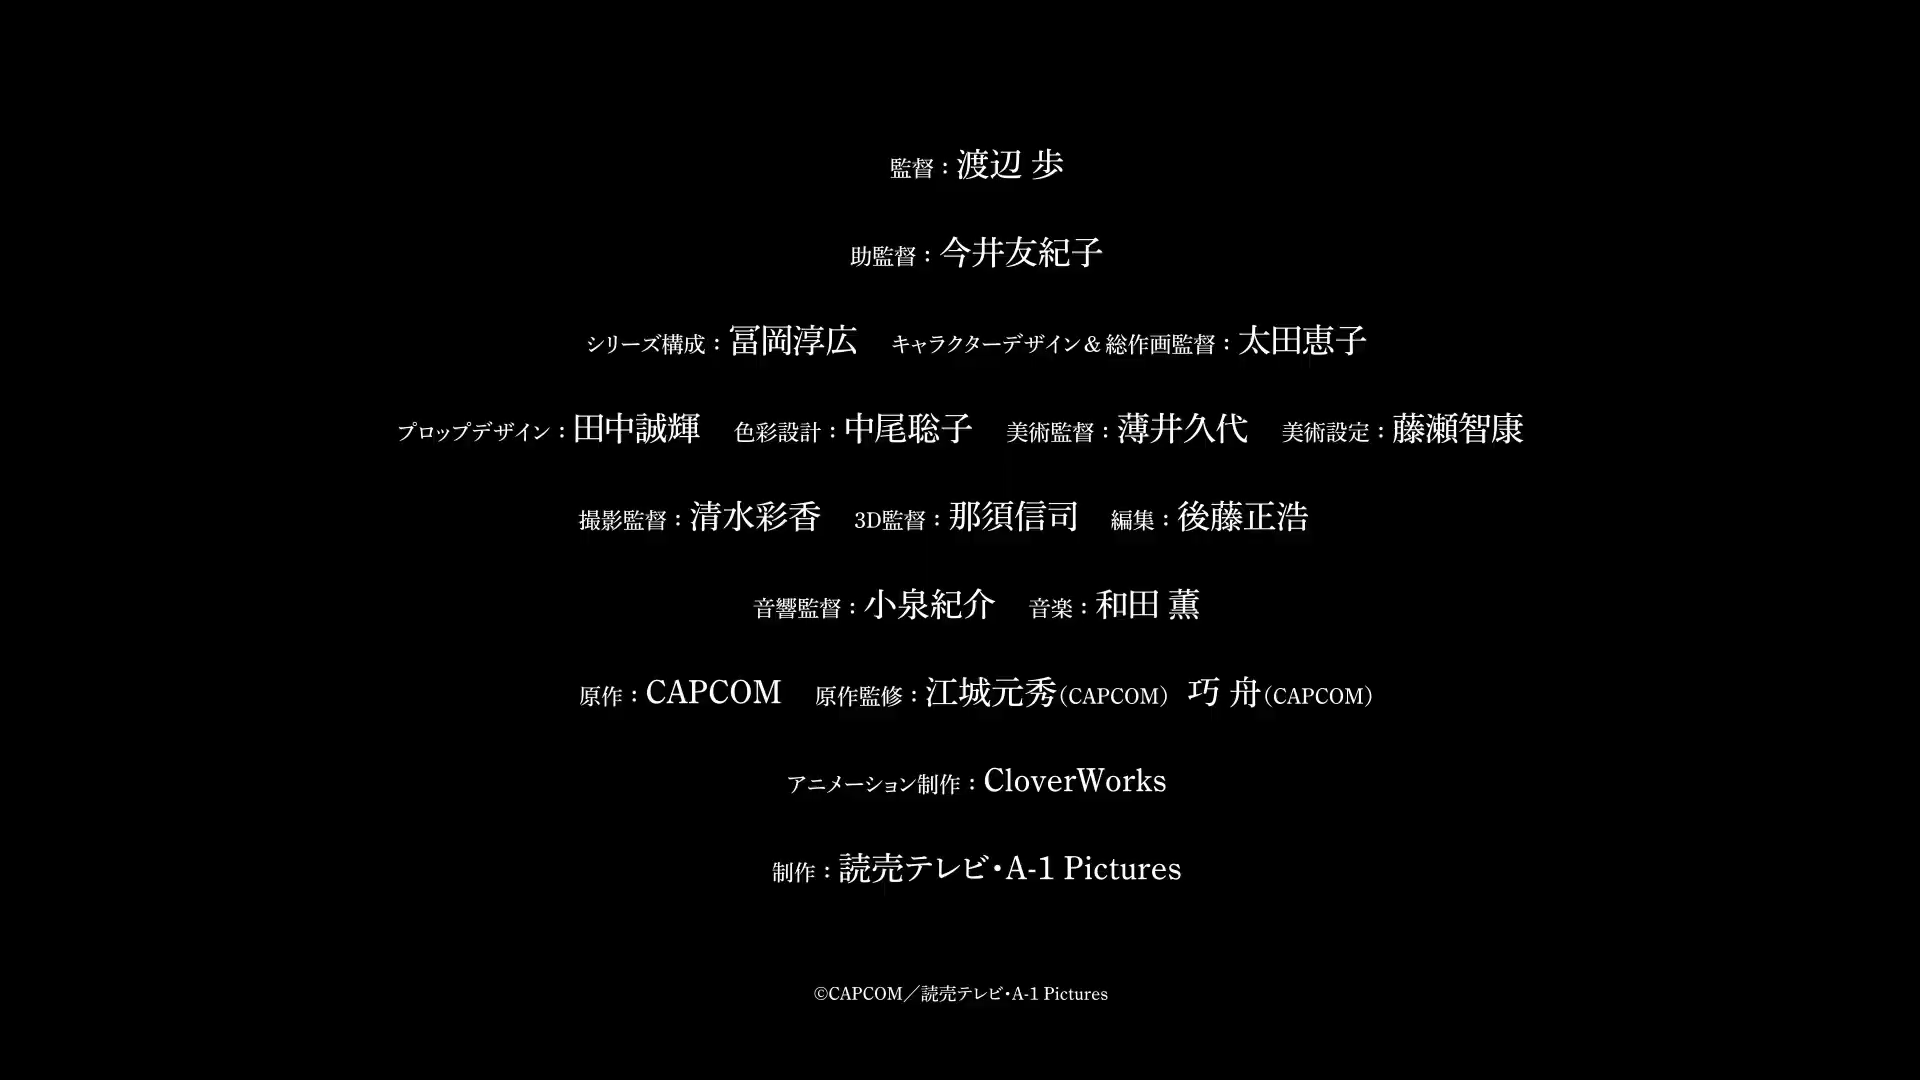 監督：渡辺 歩
助監督：今井友紀子
シリーズ構成：冨岡淳広　キャラクターデザイン＆総作画監督：太田恵子
プロップデザイン：田中誠輝　色彩設計：中尾聡子　美術監督：薄井久代　美術設定：藤瀬智康
撮影監督：清水彩香　3D監督：那須信司　編集：後藤正浩
音響監督：小泉紀介　音楽：和田 薫
原作：CAPCOM　原作監修：江城元秀（CAPCOM）　巧 舟（CAPCOM）
アニメーション制作：CloverWorks
制作：読売テレビ・A-1 Pictures
©CAPCOM／読売テレビ・A-1 Pictures